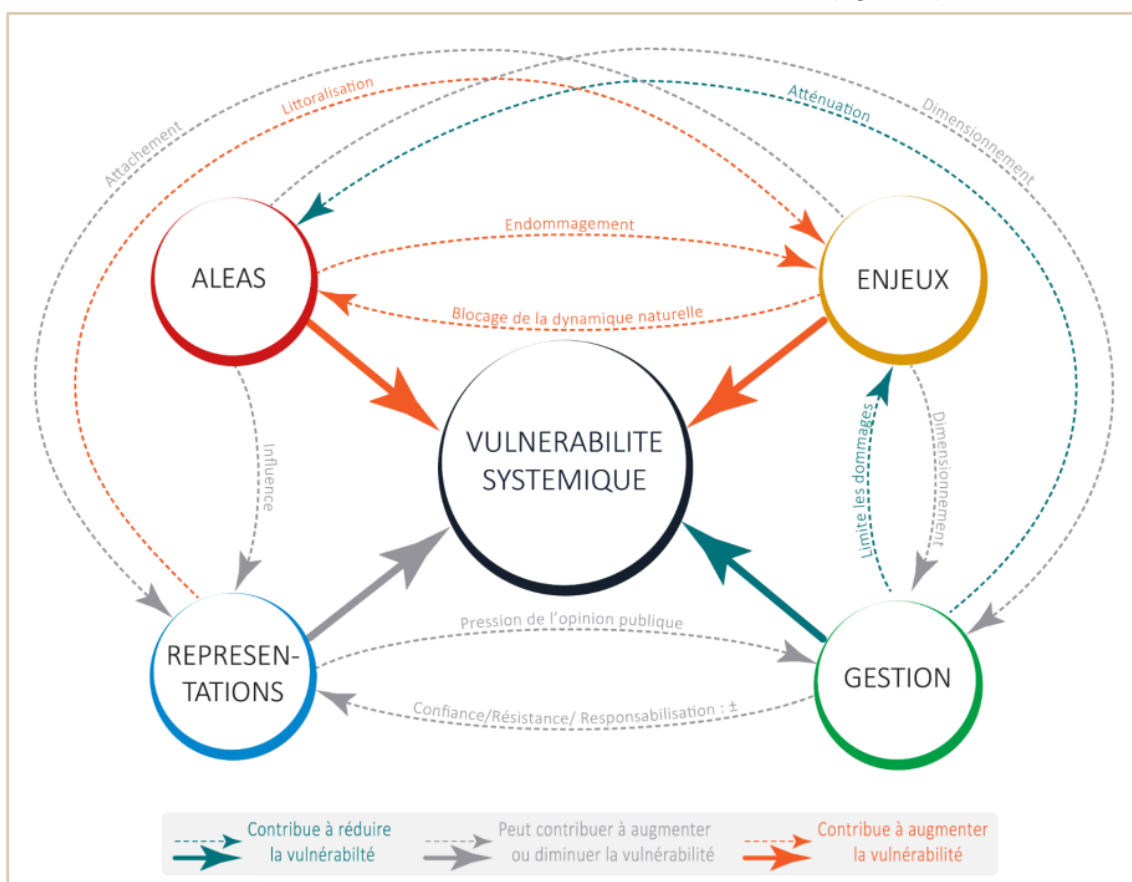 Littoralisation
Atténuation
Dimensionnement
Attachement
Endommagement
ALEAS
ENJEUX
Blocage de la dynamique naturelle
VULNERABILITE
SYSTEMIQUE
Influence
Limite les dommages
Dimensionnement
Pression de l'opinion publique
REPRESEN-
TATIONS
GESTION
Confiance/Résistance/ Responsabilisation : ±
Contribue à réduire
la vulnérabilté
Peut contribuer à augmenter
ou diminuer la vulnérabilité
Contribue à augmenter
la vulnérabilité